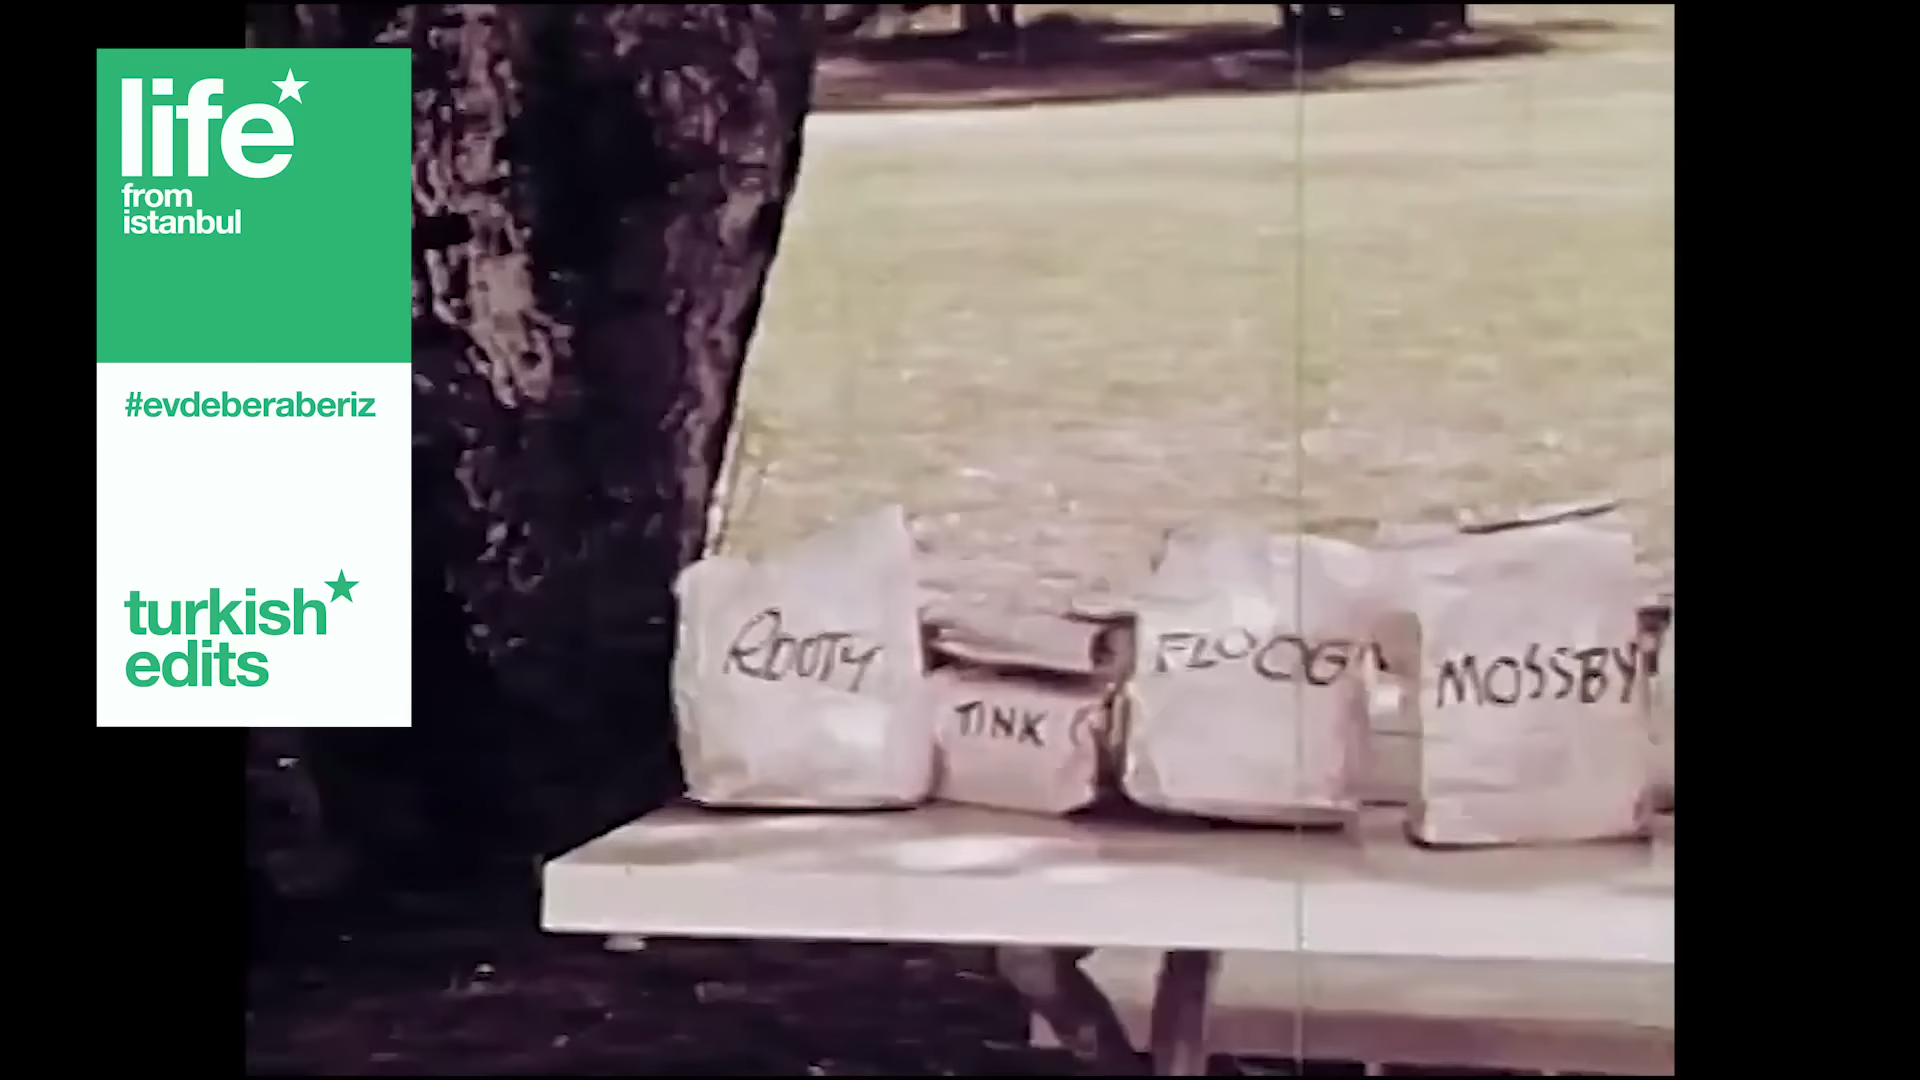 life
from
istanbul
#evdeberaberiz
turkish
edits
ROOTY
TINK
MOSSBY